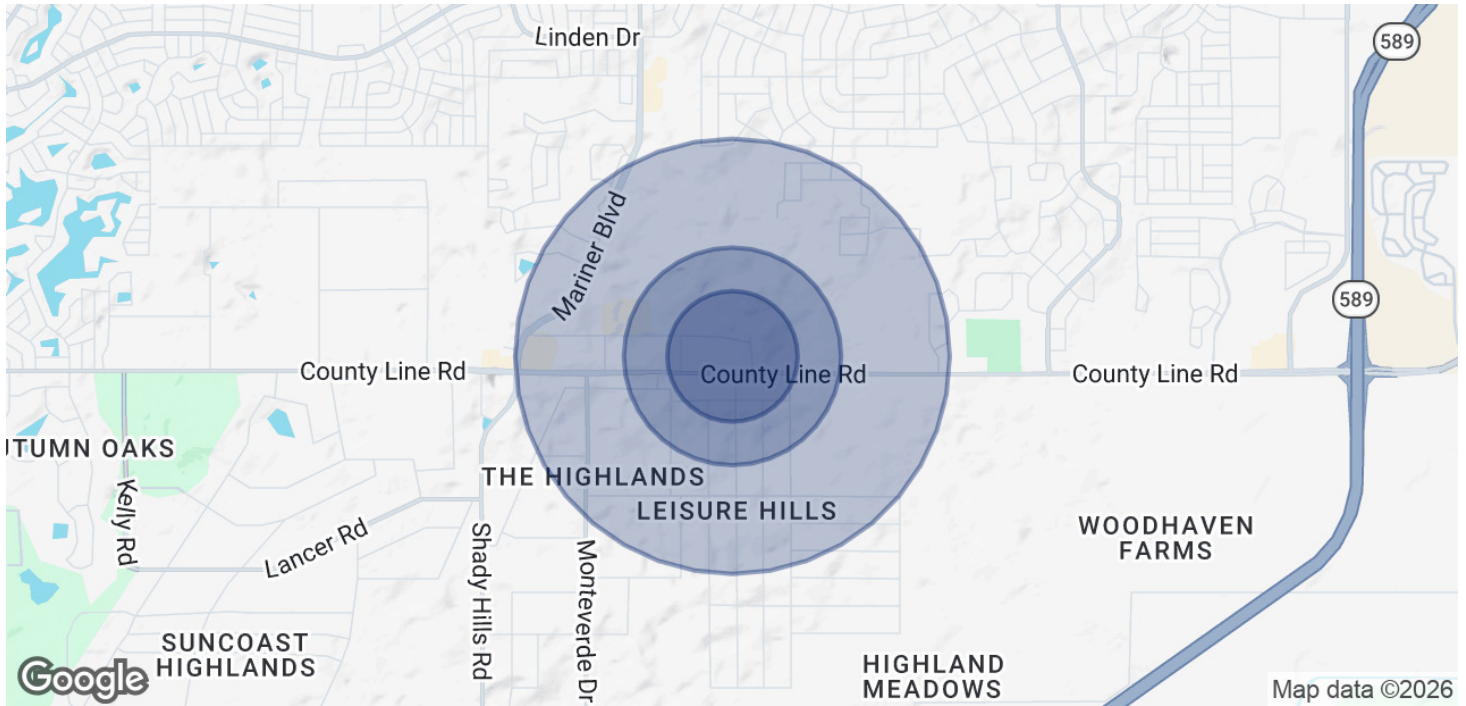 Linden Dr
589
Mariner Blvd
589
County Line Rd
County Line Rd
County Line Rd
UTUMN OAKS
THE HIGHLANDS
LEISURE HILLS
Kelly Rd
Lancer Rd
Shady Hills Rd
Monteverde Dr
WOODHAVEN
FARMS
SUNCOAST
HIGHLANDS
HIGHLAND
MEADOWS
Google
Map data ©2026